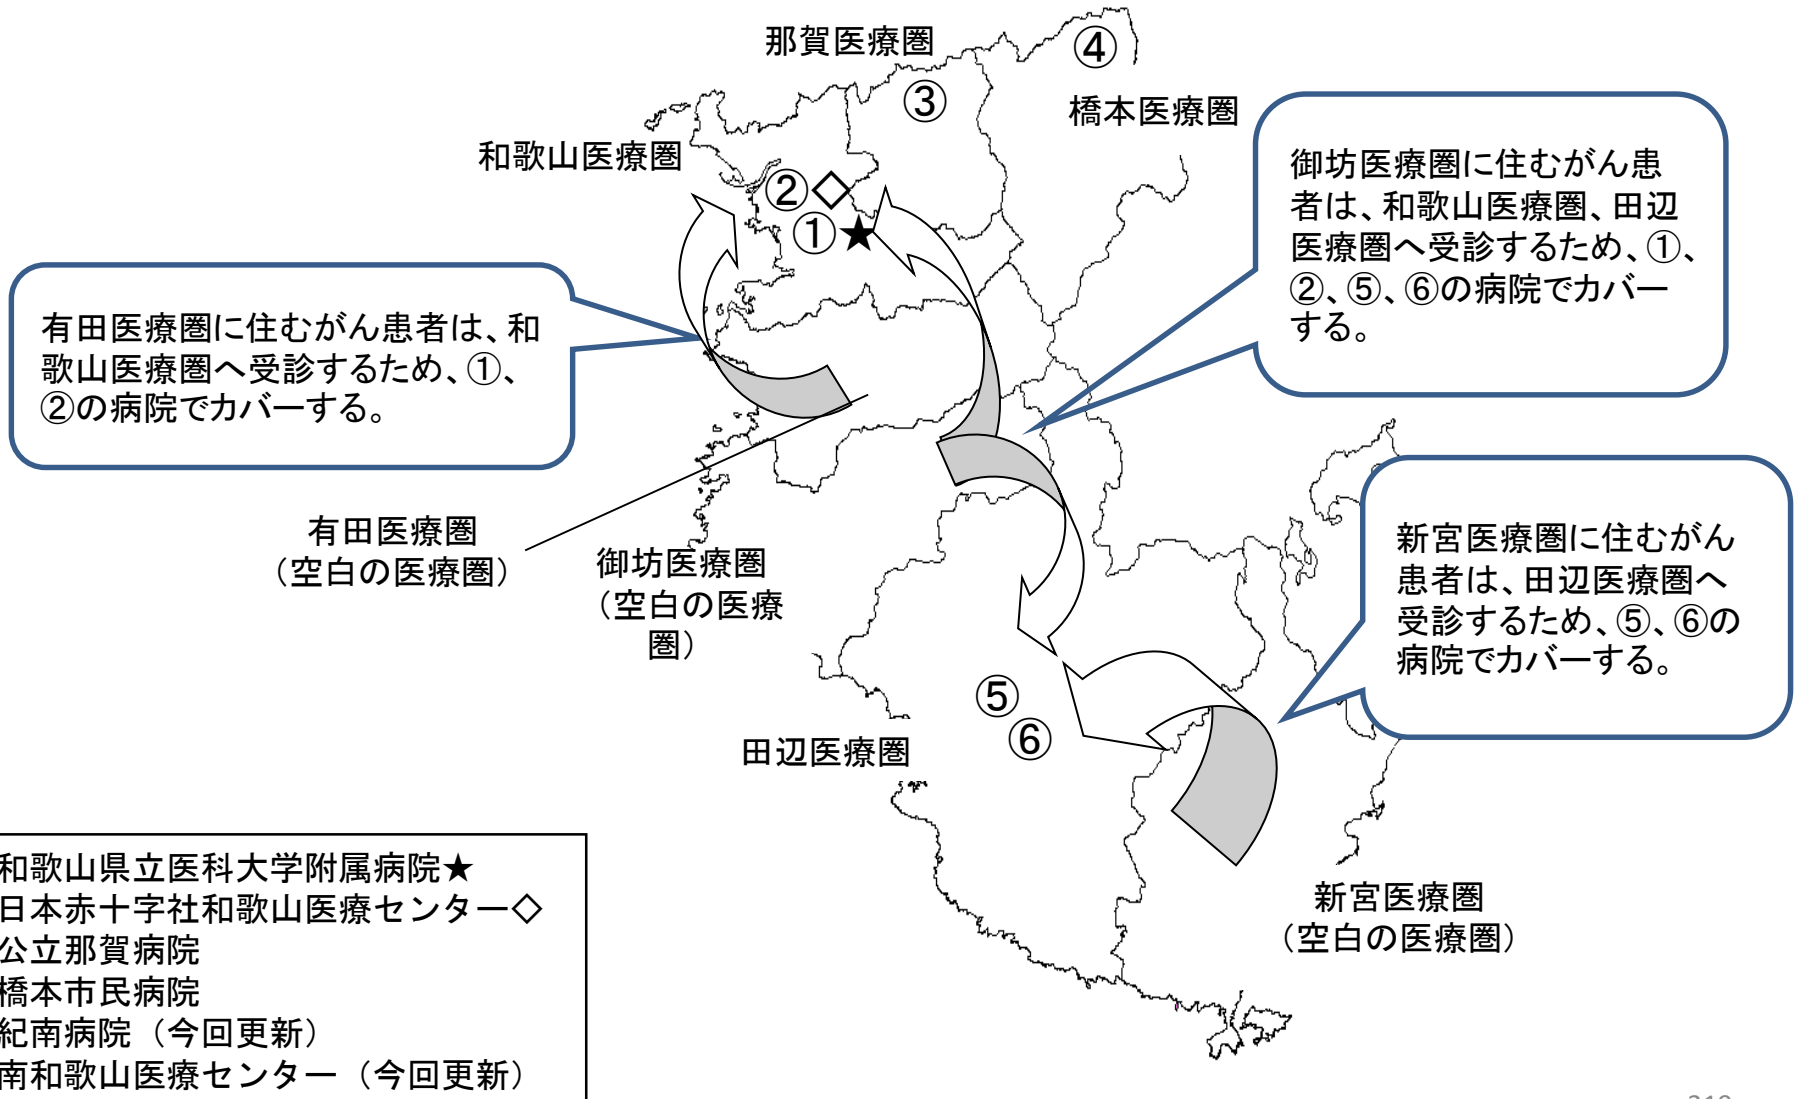 那賀医療圏
④
③
橋本医療圏
和歌山医療圏
②◇
①★
御坊医療圏に住むがん患
者は、和歌山医療圏、田辺
医療圏へ受診するため、①、
②、⑤、⑥の病院でカバー
する。
有田医療圏に住むがん患者は、和
歌山医療圏へ受診するため、①、
②の病院でカバーする。
有田医療圏
（空白の医療圏）
御坊医療圏
（空白の医療
圏）
新宮医療圏に住むがん
患者は、田辺医療圏へ
受診するため、⑤、⑥の
病院でカバーする。
⑤
⑥
田辺医療圏
新宮医療圏
（空白の医療圏）
和歌山県立医科大学附属病院★
日本赤十字社和歌山医療センター◇
公立那賀病院
橋本市民病院
紀南病院（今回更新）
南和歌山医療センター（今回更新）